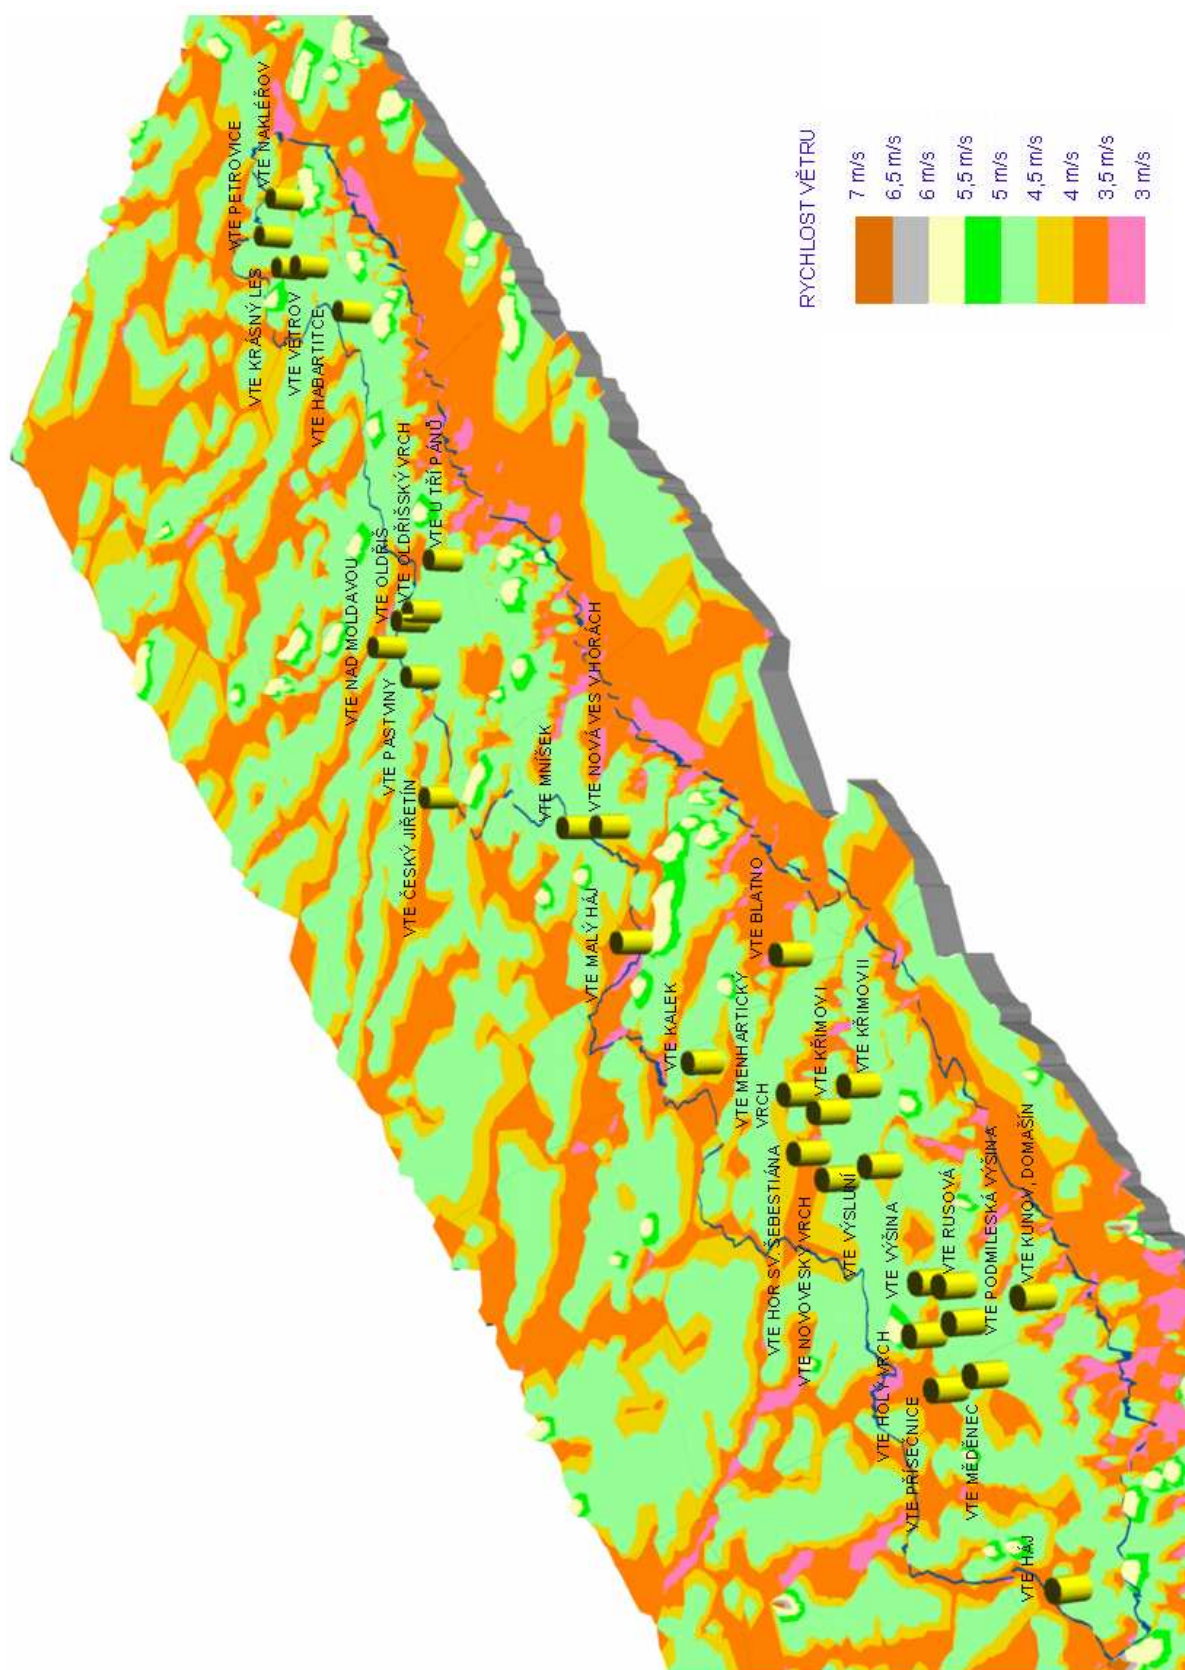 VTE PETROVICE
VTE NAKLÉŘOV
VTE KRÁSNÝ LES
VTE VĚTROV
VTE HABARTITCE
VTE NAD MOLDAVOU
VTE OLDŘIŠ
VTE OLDŘIŠSKÝ VRCH
VTE U TŘÍ PÁNŮ
VTE PASTVINY
VTE ČESKÝ JIŘETÍN
VTE MNÍŠEK
VTE NOVÁ VES V HORÁCH
VTE MALÝ HÁJ
VTE KALEK
VTE BLATNO
VTE MENHARTICKÝ
VRCH
VTE KŘIMOV I
VTE KŘIMOV II
VTE HOR SV. ŠEBESTIÁNA
VTE NOVOVESKÝ VRCH
VTE VÝSLUNÍ
VTE VÝŠINA
VTE RUSOVÁ
VTE PODMILESKÁ VÝŠINA
VTE KUNOV, DOMAŠÍN
VTE HOLÝ VRCH
VTE PŘÍSEČNICE
VTE MĚDĚNEC
VTE HÁJ
RYCHLOST VĚTRU
7 m/s
6,5 m/s
6 m/s
5,5 m/s
5 m/s
4,5 m/s
4 m/s
3,5 m/s
3 m/s